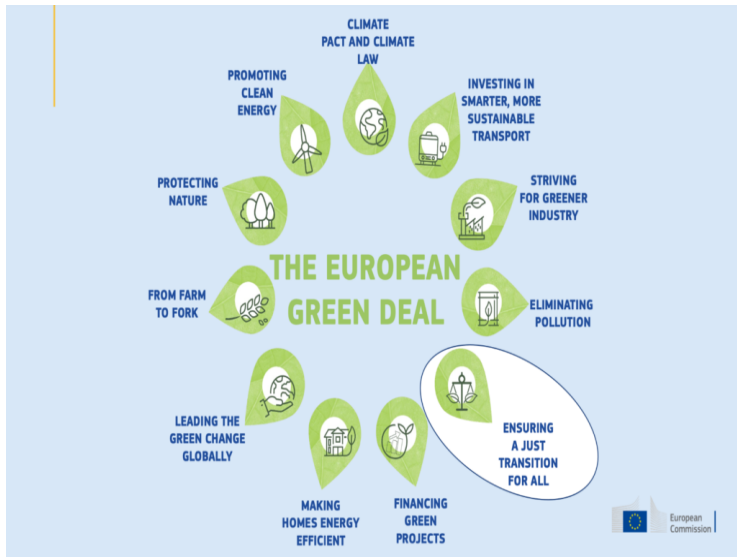 CLIMATE
PACT AND CLIMATE
LAW
PROMOTING
CLEAN
ENERGY
INVESTING IN
SMARTER, MORE
SUSTAINABLE
TRANSPORT
PROTECTING
NATURE
STRIVING
FOR GREENER
INDUSTRY
THE EUROPEAN
GREEN DEAL
FROM FARM
TO FORK
ELIMINATING
POLLUTION
LEADING THE
GREEN CHANGE
GLOBALLY
ENSURING
A JUST
TRANSITION
FOR ALL
MAKING
HOMES ENERGY
EFFICIENT
FINANCING
GREEN
PROJECTS
European
Commission